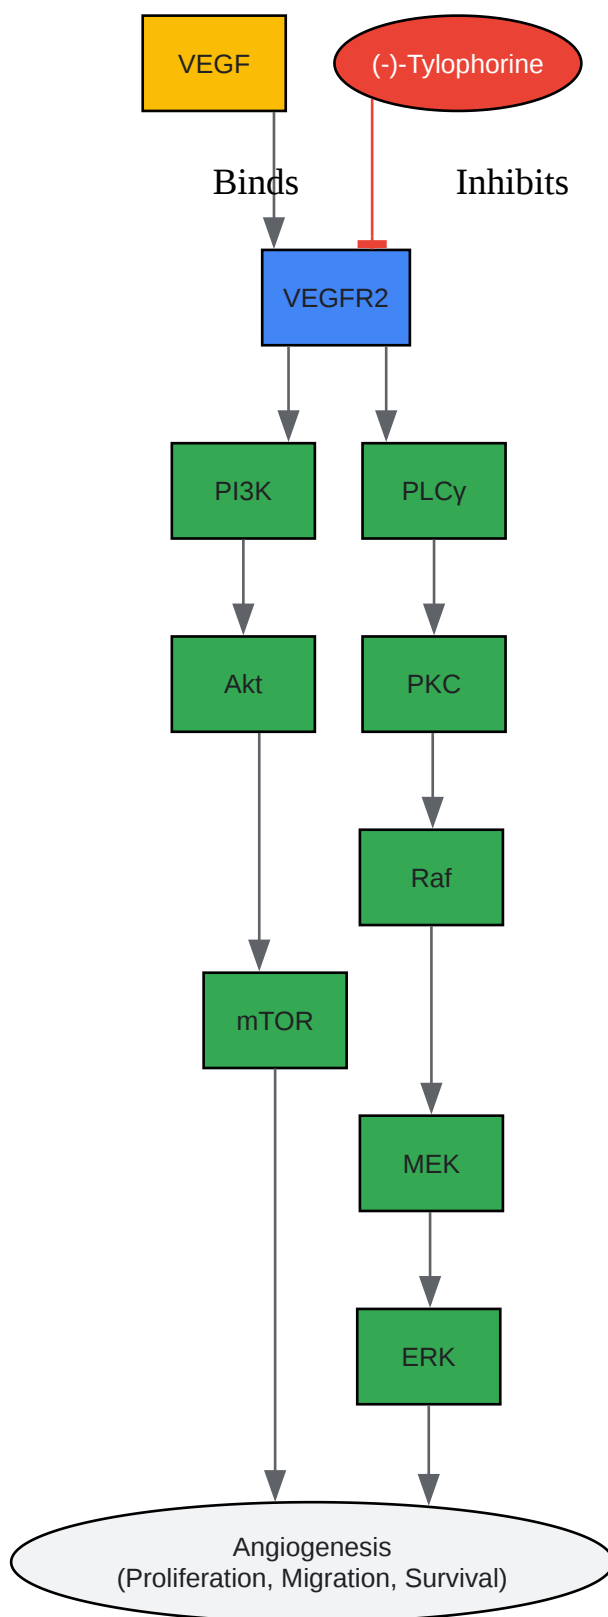 VEGF
(-)-Tylophorine
Binds
Inhibits
VEGFR2
PI3K
PLCγ
Akt
PKC
Raf
mTOR
MEK
ERK
Angiogenesis
(Proliferation, Migration, Survival)